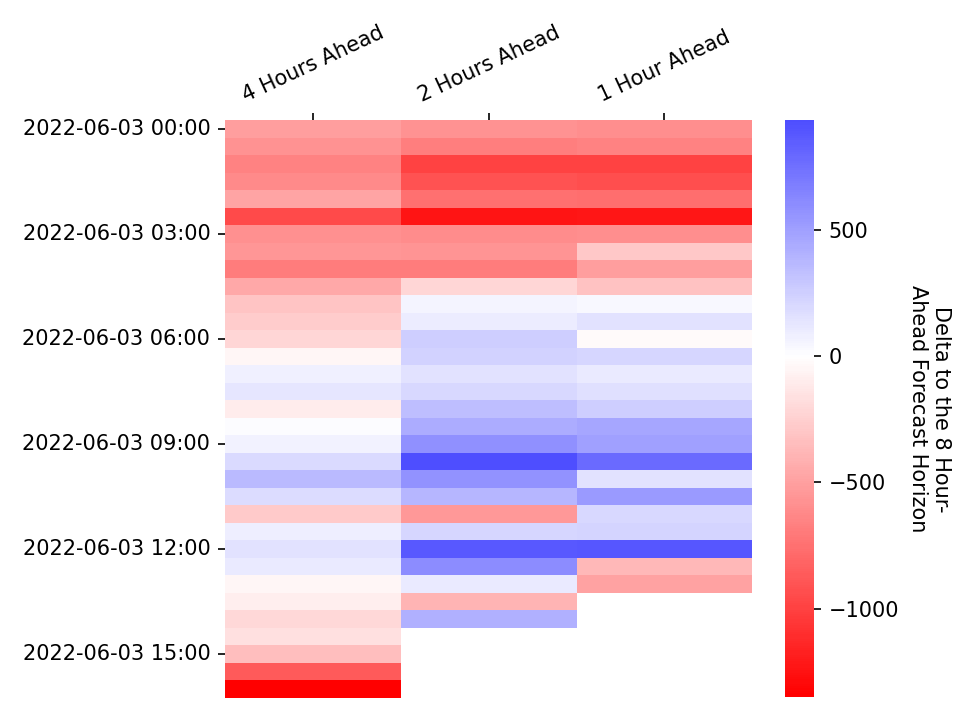 4 Hours Ahead
2 Hours Ahead
1 Hour Ahead
2022-06-03 00:00
2022-06-03 03:00
2022-06-03 06:00
2022-06-03 09:00
2022-06-03 12:00
2022-06-03 15:00
500
0
−500
−1000
Delta to the 8 Hour-
Ahead Forecast Horizon